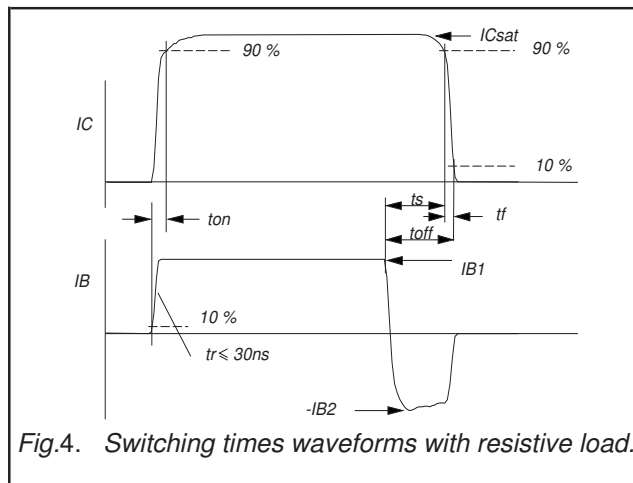 ICsat
90 %
90 %
IC
10 %
ts
ton
tf
toff
IB1
IB
10 %
tr⩽ 30ns
-IB2
Fig.4. Switching times waveforms with resistive load.